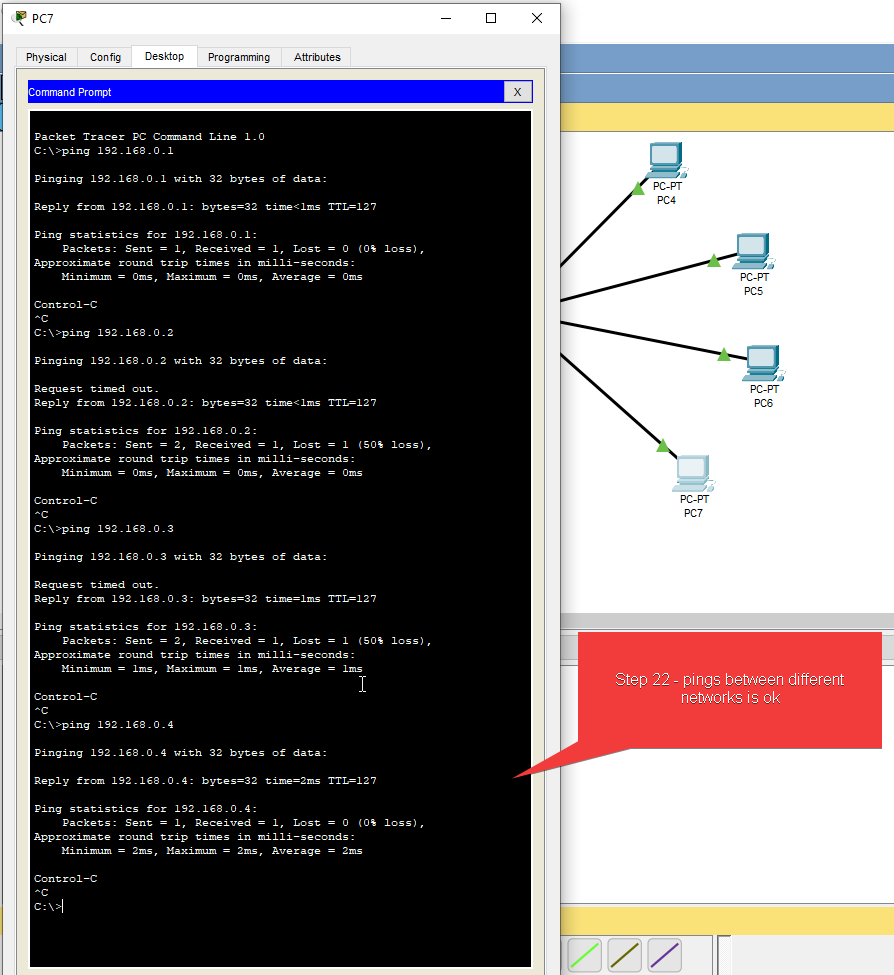 PC7
Physical Config Desktop Programming Attributes
Command Prompt X
Packet Tracer PC Command Line 1.0
C:\>ping 192.168.0.1
Pinging 192.168.0.1 with 32 bytes of data:
Reply from 192.168.0.1: bytes=32 time<1ms TTL=127
Ping statistics for 192.168.0.1:
Packets: Sent = 1, Received = 1, Lost = 0 (0% loss),
Approximate round trip times in milli-seconds:
Minimum = 0ms, Maximum = 0ms, Average = 0ms
Control-C
^C
C:\>ping 192.168.0.2
Pinging 192.168.0.2 with 32 bytes of data:
Request timed out.
Reply from 192.168.0.2: bytes=32 time<1ms TTL=127
Ping statistics for 192.168.0.2:
Packets: Sent = 2, Received = 1, Lost = 1 (50% loss),
Approximate round trip times in milli-seconds:
Minimum = 0ms, Maximum = 0ms, Average = 0ms
Control-C
^C
C:\>ping 192.168.0.3
Pinging 192.168.0.3 with 32 bytes of data:
Request timed out.
Reply from 192.168.0.3: bytes=32 time=1ms TTL=127
Ping statistics for 192.168.0.3:
Packets: Sent = 2, Received = 1, Lost = 1 (50% loss),
Approximate round trip times in milli-seconds:
Minimum = 1ms, Maximum = 1ms, Average = 1ms
Control-C
^C
C:\>ping 192.168.0.4
Pinging 192.168.0.4 with 32 bytes of data:
Reply from 192.168.0.4: bytes=32 time=2ms TTL=127
Ping statistics for 192.168.0.4:
Packets: Sent = 1, Received = 1, Lost = 0 (0% loss),
Approximate round trip times in milli-seconds:
Minimum = 2ms, Maximum = 2ms, Average = 2ms
Control-C
^C
C:\>
PC-PT
PC4
PC-PT
PC5
PC-PT
PC6
PC-PT
PC7
Step 22 - pings between different
networks is ok